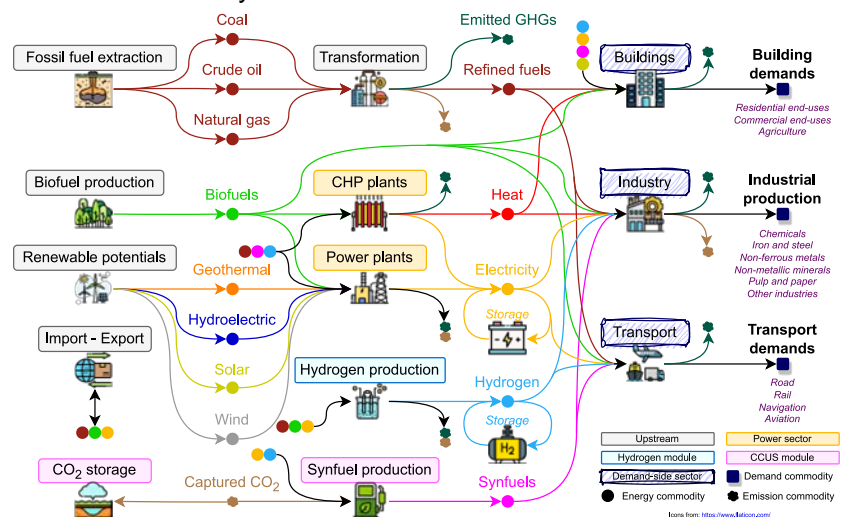 Coal
Emitted GHGs
Fossil fuel extraction
Transformation
Buildings
Building
demands
Crude oil
Refined fuels
Natural gas
Residential end-uses
Commercial end-uses
Agriculture
Biofuel production
CHP plants
Industry
Industrial
production
Biofuels
Heat
Chemicals
Iron and steel
Non-ferrous metals
Non-metallic minerals
Pulp and paper
Other industries
Renewable potentials
Geothermal
Power plants
Electricity
Hydroelectric
Storage
Import - Export
Transport
Transport
demands
Solar
Hydrogen production
Hydrogen
Road
Rail
Navigation
Aviation
Wind
Storage
H2
CO2 storage
Captured CO2
Synfuel production
Synfuels
Upstream
Power sector
Hydrogen module
CCUS module
Demand-side sector
Demand commodity
Energy commodity
Emission commodity
Icons from: https://www.flaticon.com/